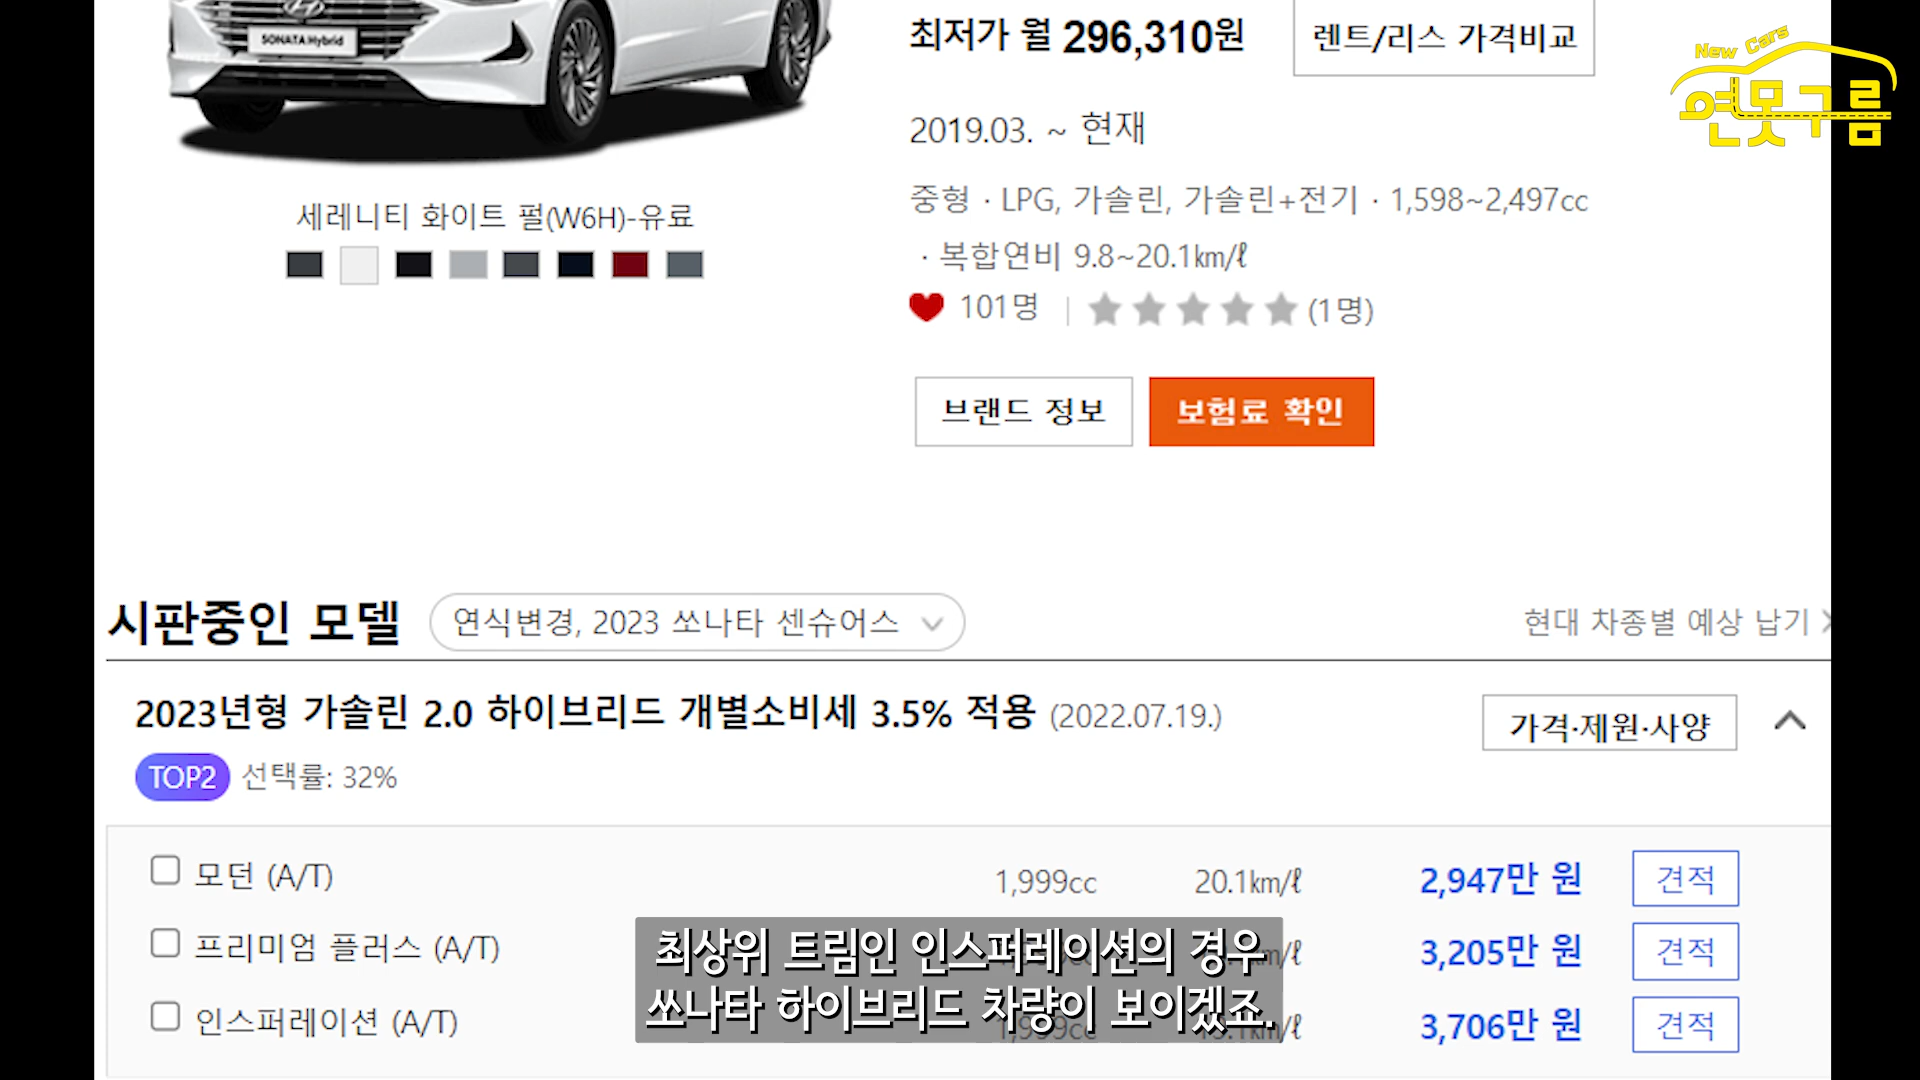 SONATA Hybrid
최저가 월 296,310원
렌트/리스 가격비교
New Cars
연못구름
2019.03. ~ 현재
중형 · LPG, 가솔린, 가솔린+전기 · 1,598~2,497cc
· 복합연비 9.8~20.1km/ℓ
101명 | (1명)
세레니티 화이트 펄(W6H)-유료
브랜드 정보
보험료 확인
시판중인 모델
연식변경, 2023 쏘나타 센슈어스
현대 차종별 예상 납기
2023년형 가솔린 2.0 하이브리드 개별소비세 3.5% 적용 (2022.07.19.)
가격·제원·사양
TOP2 선택률: 32%
모던 (A/T) 1,999cc 20.1km/ℓ 2,947만 원 견적
프리미엄 플러스 (A/T) 3,205만 원 견적
인스퍼레이션 (A/T) 1,999cc 3,706만 원 견적
최상위 트림인 인스퍼레이션의 경우
쏘나타 하이브리드 차량이 보이겠죠.